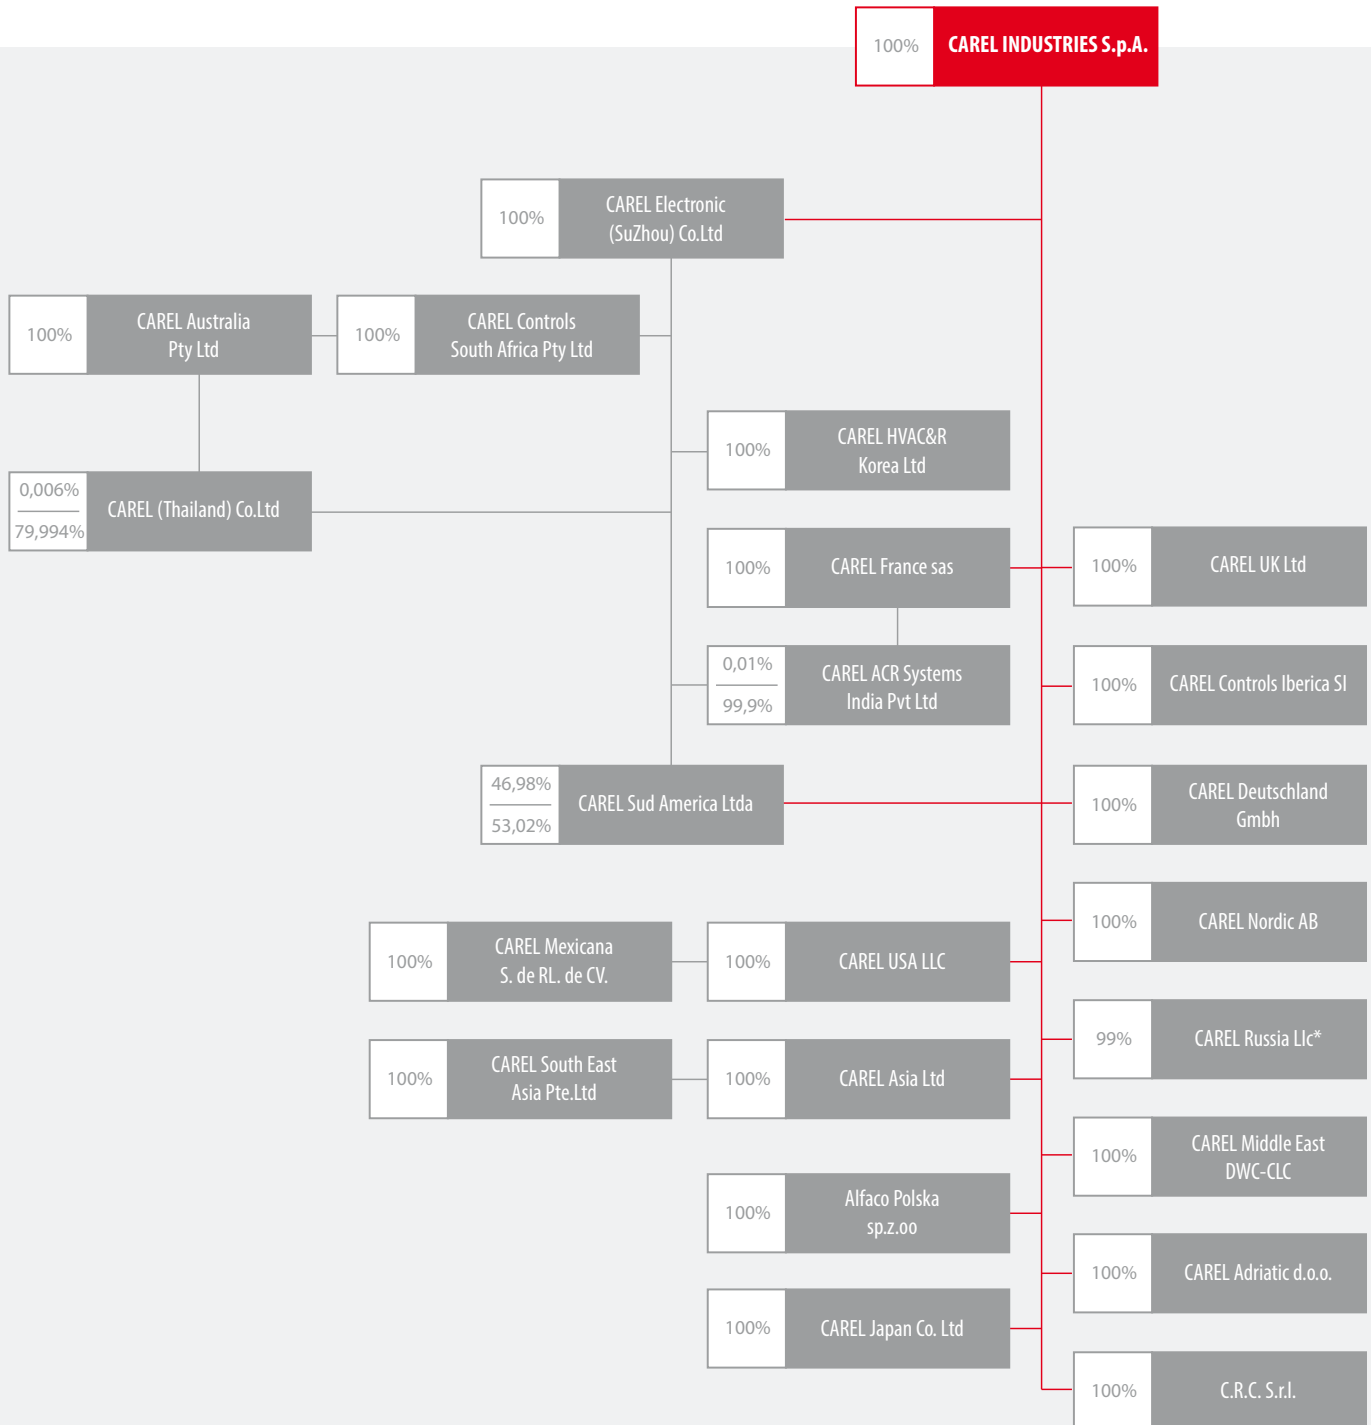 100%
CAREL INDUSTRIES S.p.A.
100%
CAREL Electronic
(SuZhou) Co.Ltd
100%
CAREL Australia
Pty Ltd
100%
CAREL Controls
South Africa Pty Ltd
100%
CAREL HVAC&R
Korea Ltd
0,006%
79,994%
CAREL (Thailand) Co.Ltd
100%
CAREL France sas
100%
CAREL UK Ltd
0,01%
99,9%
CAREL ACR Systems
India Pvt Ltd
100%
CAREL Controls Iberica Sl
46,98%
53,02%
CAREL Sud America Ltda
100%
CAREL Deutschland
Gmbh
100%
CAREL Nordic AB
100%
CAREL Mexicana
S. de RL. de CV.
100%
CAREL USA LLC
99%
CAREL Russia Llc*
100%
CAREL South East
Asia Pte.Ltd
100%
CAREL Asia Ltd
100%
CAREL Middle East
DWC-CLC
100%
Alfaco Polska
sp.z.oo
100%
CAREL Adriatic d.o.o.
100%
CAREL Japan Co. Ltd
100%
C.R.C. S.r.l.